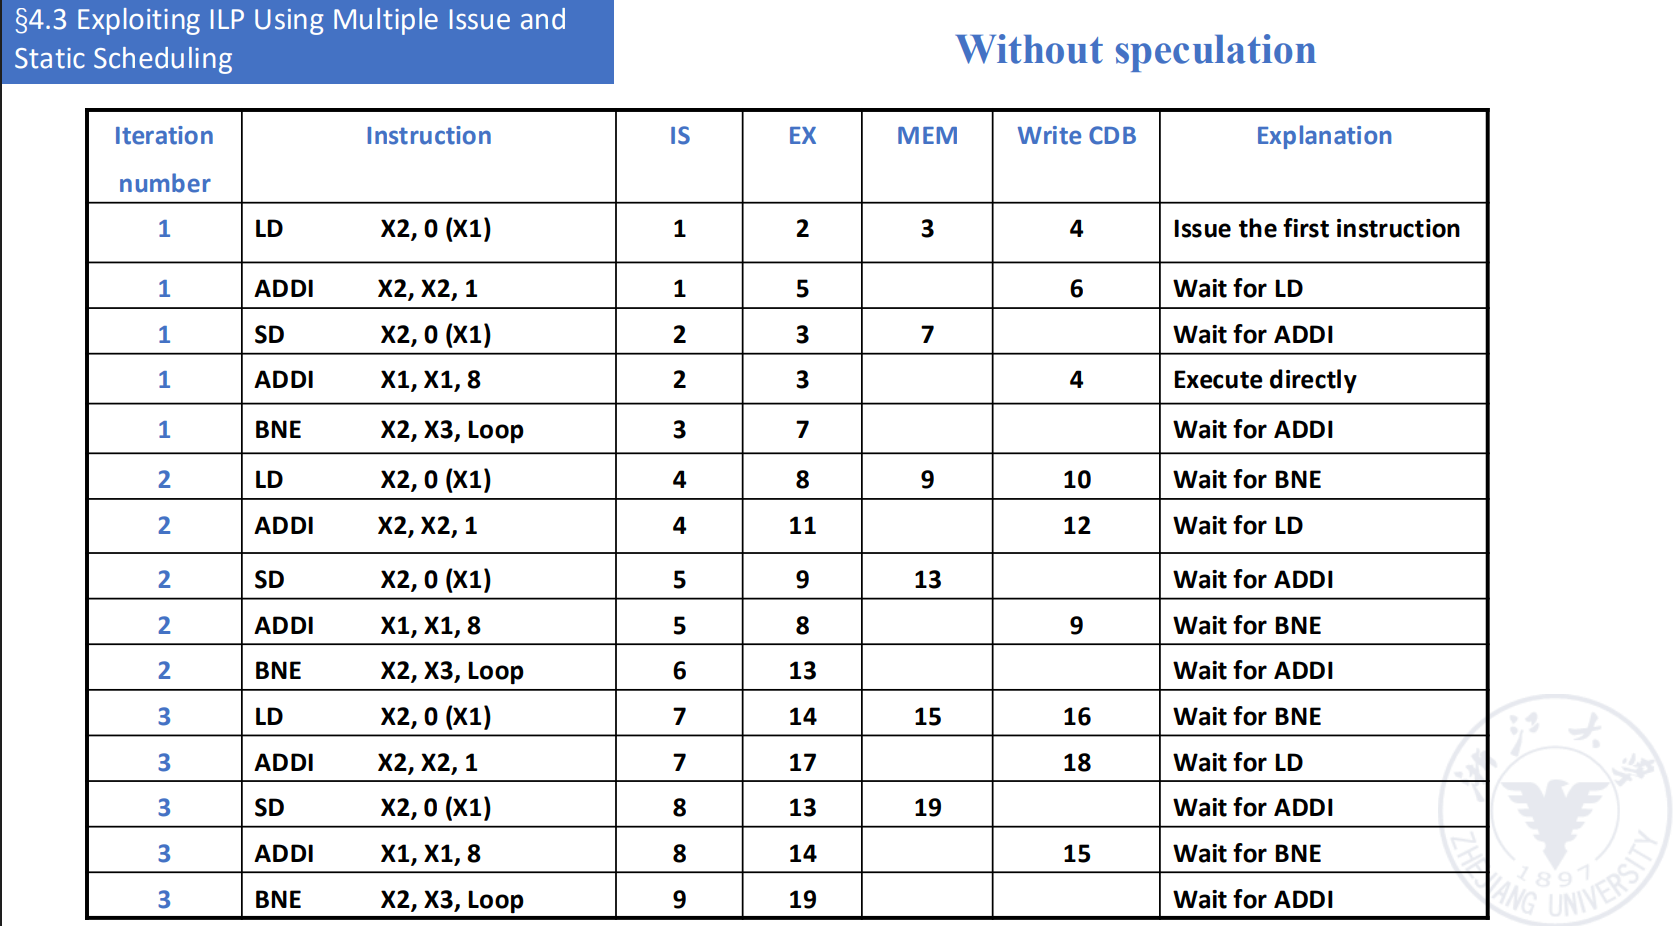 §4.3 Exploiting ILP Using Multiple Issue and
Static Scheduling
Without speculation
Iteration number Instruction IS EX MEM Write CDB Explanation
1 LD X2, 0 (X1) 1 2 3 4 Issue the first instruction
1 ADDI X2, X2, 1 1 5 6 Wait for LD
1 SD X2, 0 (X1) 2 3 7 Wait for ADDI
1 ADDI X1, X1, 8 2 3 4 Execute directly
1 BNE X2, X3, Loop 3 7 Wait for ADDI
2 LD X2, 0 (X1) 4 8 9 10 Wait for BNE
2 ADDI X2, X2, 1 4 11 12 Wait for LD
2 SD X2, 0 (X1) 5 9 13 Wait for ADDI
2 ADDI X1, X1, 8 5 8 9 Wait for BNE
2 BNE X2, X3, Loop 6 13 Wait for ADDI
3 LD X2, 0 (X1) 7 14 15 16 Wait for BNE
3 ADDI X2, X2, 1 7 17 18 Wait for LD
3 SD X2, 0 (X1) 8 13 19 Wait for ADDI
3 ADDI X1, X1, 8 8 14 15 Wait for BNE
3 BNE X2, X3, Loop 9 19 Wait for ADDI
1897
ZHEJIANG UNIVERSITY